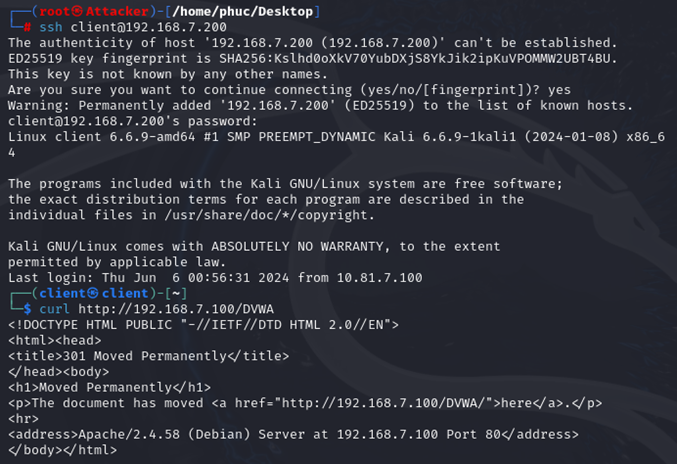 ┌──(root㉿Attacker)-[/home/phuc/Desktop]
└─# ssh client@192.168.7.200
The authenticity of host '192.168.7.200 (192.168.7.200)' can't be established.
ED25519 key fingerprint is SHA256:Kslhd0oXkV70YubDXjS8YkJik2ipKuVPOMMW2UBT4BU.
This key is not known by any other names.
Are you sure you want to continue connecting (yes/no/[fingerprint])? yes
Warning: Permanently added '192.168.7.200' (ED25519) to the list of known hosts.
client@192.168.7.200's password:
Linux client 6.6.9-amd64 #1 SMP PREEMPT_DYNAMIC Kali 6.6.9-1kali1 (2024-01-08) x86_6
4
The programs included with the Kali GNU/Linux system are free software;
the exact distribution terms for each program are described in the
individual files in /usr/share/doc/*/copyright.
Kali GNU/Linux comes with ABSOLUTELY NO WARRANTY, to the extent
permitted by applicable law.
Last login: Thu Jun  6 00:56:31 2024 from 10.81.7.100
┌──(client㉿client)-[~]
└─$ curl http://192.168.7.100/DVWA
<!DOCTYPE HTML PUBLIC "-//IETF//DTD HTML 2.0//EN">
<html><head>
<title>301 Moved Permanently</title>
</head><body>
<h1>Moved Permanently</h1>
<p>The document has moved <a href="http://192.168.7.100/DVWA/">here</a>.</p>
<hr>
<address>Apache/2.4.58 (Debian) Server at 192.168.7.100 Port 80</address>
</body></html>